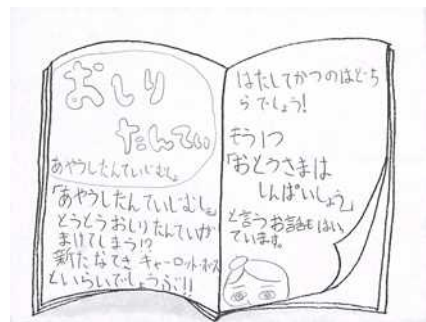 おしり
たんてい
あやうしたんていじむしょ
「あやうしたんていじむしょ」
とうとうおしりたんていが
まけてしまう!?
新たなてき キャーロット・ホームズ
といらいでしょうぶ!!
はたしてかつのはどち
らでしょう!
そう1つ
「おとうさまは
しんぱいしょう」
と言うお話もはい
ています。